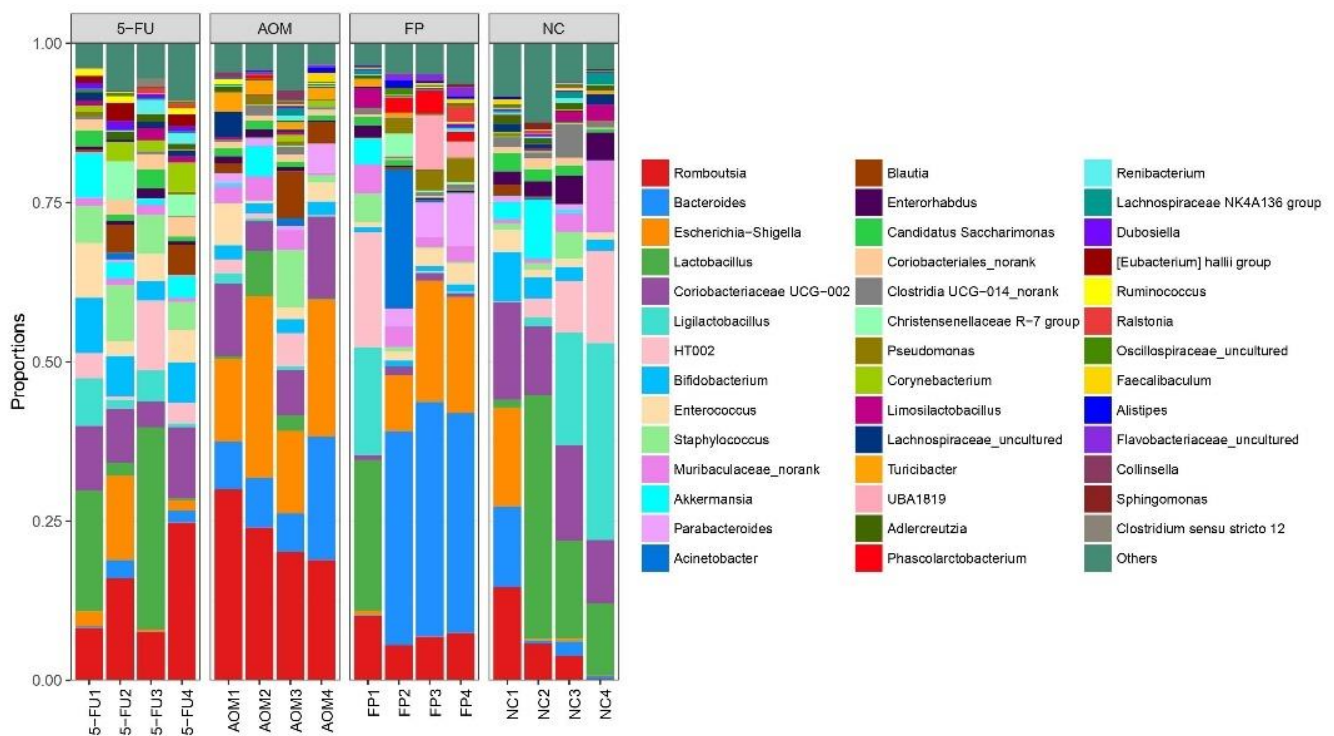 5-FU AOM FP NC
1.00
0.75
0.50
0.25
0.00
Proportions
5-FU1 5-FU2 5-FU3 5-FU4 AOM1 AOM2 AOM3 AOM4 FP1 FP2 FP3 FP4 NC1 NC2 NC3 NC4
Romboutsia
Bacteroides
Escherichia-Shigella
Lactobacillus
Coriobacteriaceae UCG-002
Ligilactobacillus
HT002
Bifidobacterium
Enterococcus
Staphylococcus
Muribaculaceae_norank
Akkermansia
Parabacteroides
Acinetobacter
Blautia
Enterorhabdus
Candidatus Saccharimonas
Coriobacteriales_norank
Clostridia UCG-014_norank
Christensenellaceae R-7 group
Pseudomonas
Corynebacterium
Limosilactobacillus
Lachnospiraceae_uncultured
Turicibacter
UBA1819
Adlercreutzia
Phascolarctobacterium
Renibacterium
Lachnospiraceae NK4A136 group
Dubosiella
[Eubacterium] hallii group
Ruminococcus
Ralstonia
Oscillospiraceae_uncultured
Faecalibaculum
Alistipes
Flavobacteriaceae_uncultured
Collinsella
Sphingomonas
Clostridium sensu stricto 12
Others